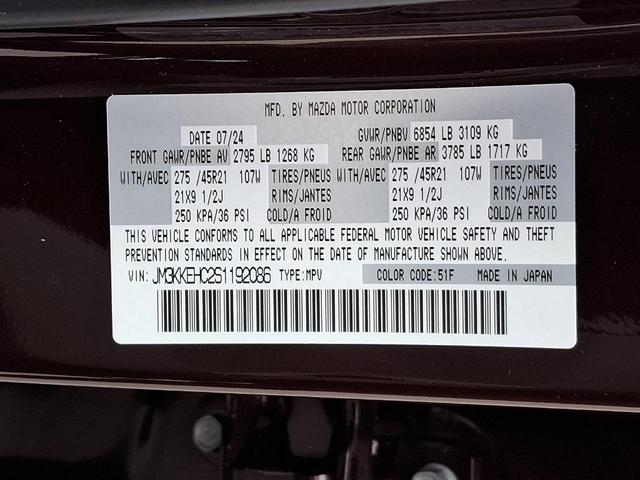 MFD. BY MAZDA MOTOR CORPORATION
DATE 07/24 GVWR/PNBV 6854 LB 3109 KG
FRONT GAWR/PNBE AV 2795 LB 1268 KG REAR GAWR/PNBE AR 3785 LB 1717 KG
WITH/AVEC 275 /45R21 107W TIRES/PNEUS WITH/AVEC 275 /45R21 107W TIRES/PNEUS
21X9 1/2J RIMS/JANTES 21X9 1/2J RIMS/JANTES
250 KPA/36 PSI COLD/A FROID 250 KPA/36 PSI COLD/A FROID
THIS VEHICLE CONFORMS TO ALL APPLICABLE FEDERAL MOTOR VEHICLE SAFETY AND THEFT
PREVENTION STANDARDS IN EFFECT ON THE DATE OF MANUFACTURE SHOWN ABOVE.
VIN: JM3KKEHC2S1192086 TYPE:MPV COLOR CODE:51F MADE IN JAPAN